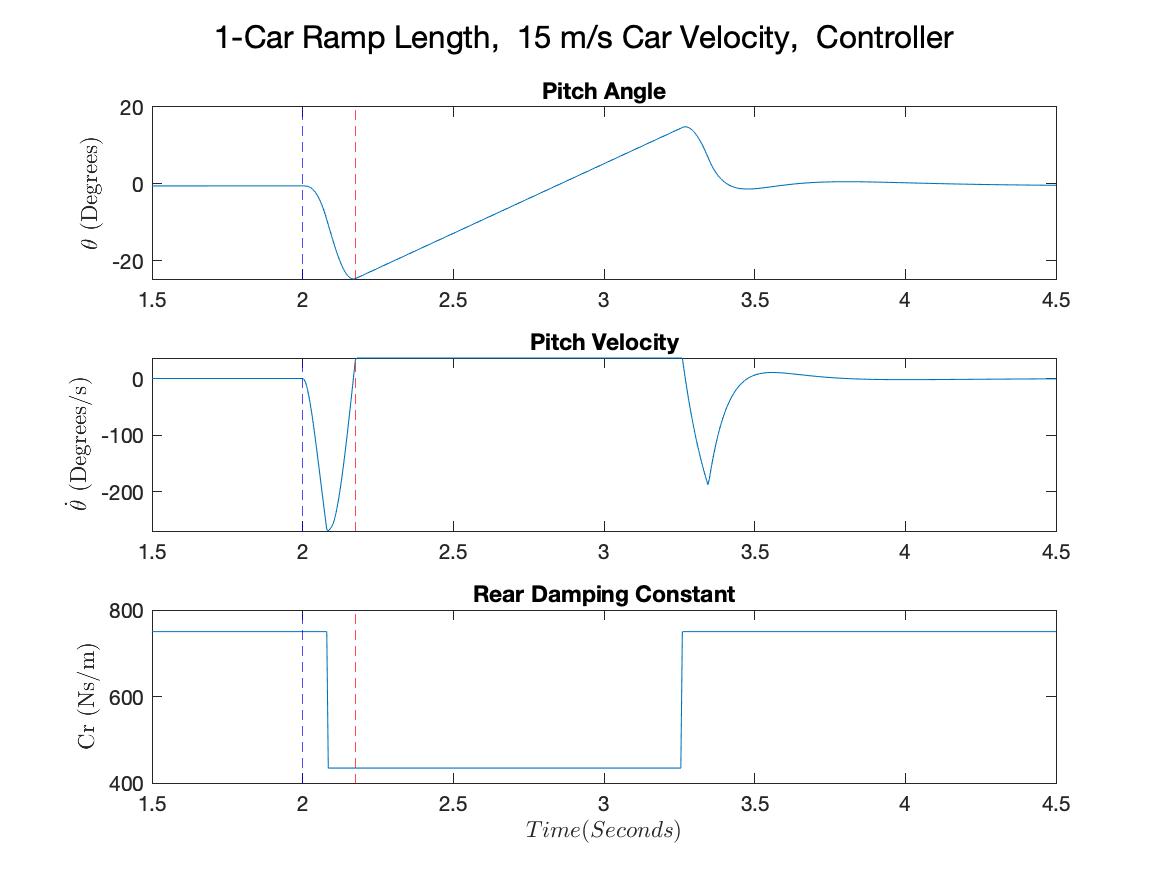 1-Car Ramp Length,  15 m/s Car Velocity,  Controller
Pitch Angle
20
0
-20
θ (Degrees)
1.5 2 2.5 3 3.5 4 4.5
Pitch Velocity
0
-100
-200
θ̇ (Degrees/s)
1.5 2 2.5 3 3.5 4 4.5
Rear Damping Constant
800
600
400
Cr (Ns/m)
1.5 2 2.5 3 3.5 4 4.5
Time(Seconds)